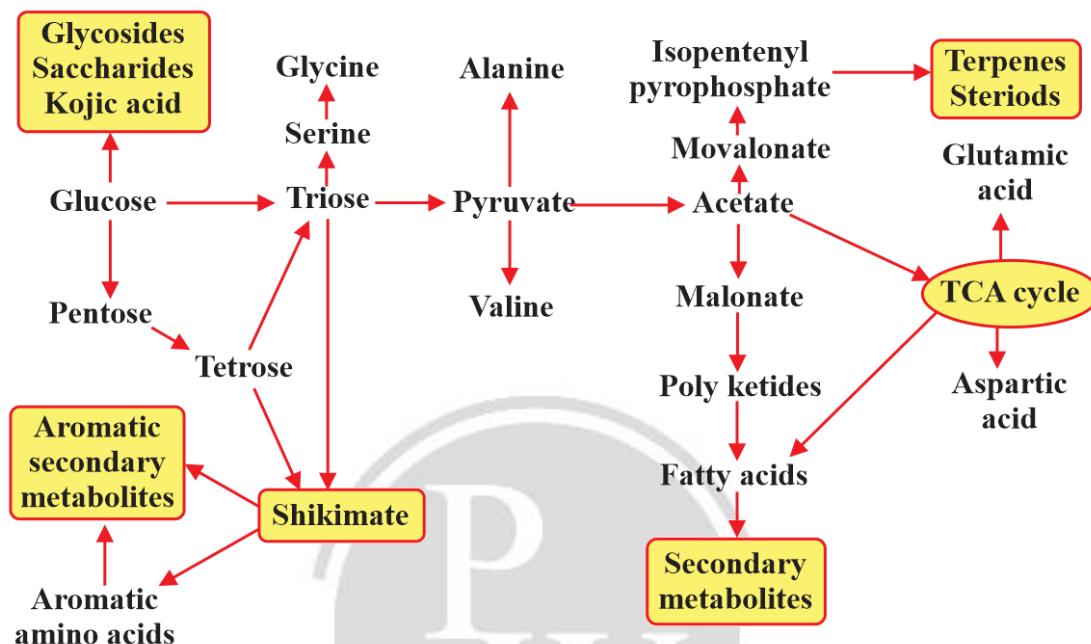 Glycosides
Saccharides
Kojic acid
Glycine
Alanine
Isopentenyl
pyrophosphate
Terpenes
Steriods
Serine
Movalonate
Glutamic
acid
Glucose
Triose
Pyruvate
Acetate
Pentose
Valine
Malonate
TCA cycle
Tetrose
Poly ketides
Aspartic
acid
Aromatic
secondary
metabolites
Fatty acids
Shikimate
Secondary
metabolites
Aromatic
amino acids
P